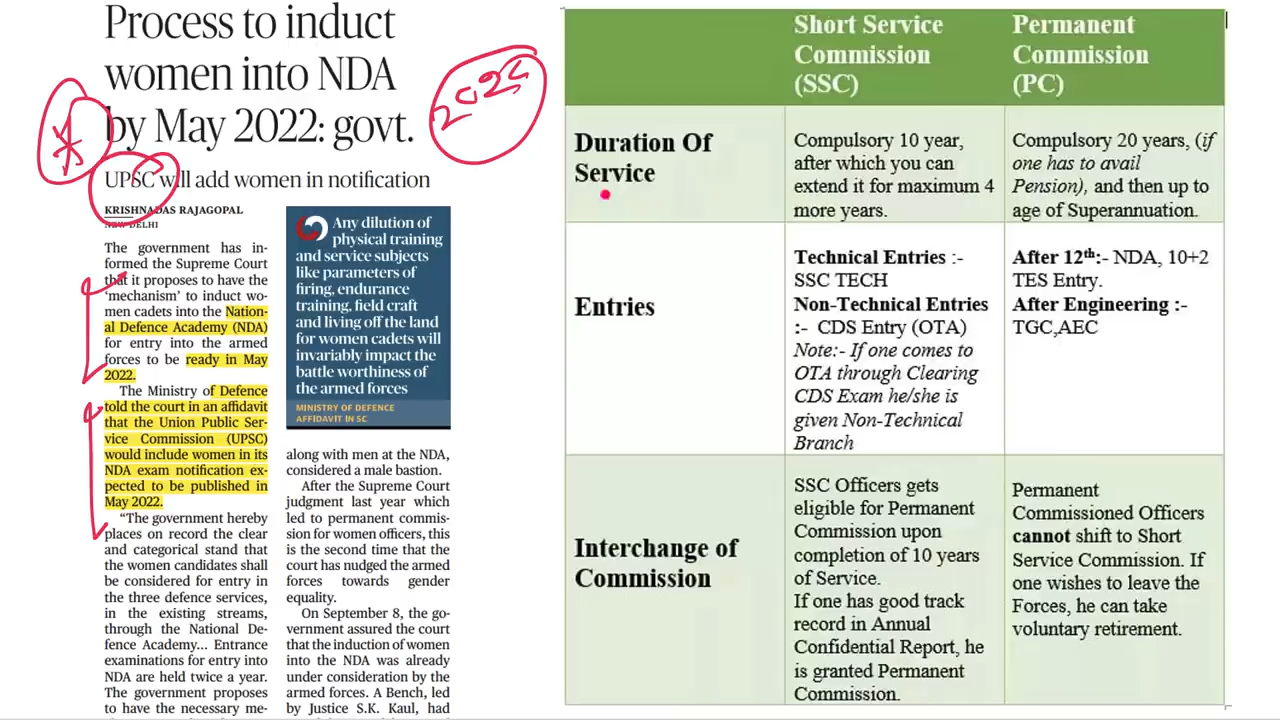 Process to induct
women into NDA
by May 2022: govt.
2024
UPSC will add women in notification
KRISHNADAS RAJAGOPAL
NEW DELHI
The government has in-
formed the Supreme Court
that it proposes to have the
‘mechanism’ to induct wo-
men cadets into the Nation-
al Defence Academy (NDA)
for entry into the armed
forces to be ready in May
2022.
The Ministry of Defence
told the court in an affidavit
that the Union Public Ser-
vice Commission (UPSC)
would include women in its
NDA exam notification ex-
pected to be published in
May 2022.
“The government hereby
places on record the clear
and categorical stand that
the women candidates shall
be considered for entry in
the three defence services,
in the existing streams,
through the National De-
fence Academy... Entrance
examinations for entry into
NDA are held twice a year.
The government proposes
to have the necessary me-
Any dilution of
physical training
and service subjects
like parameters of
firing, endurance
training, field craft
and living off the land
for women cadets will
invariably impact the
battle worthiness of
the armed forces
MINISTRY OF DEFENCE
AFFIDAVIT IN SC
along with men at the NDA,
considered a male bastion.
After the Supreme Court
judgment last year which
led to permanent commis-
sion for women officers, this
is the second time that the
court has nudged the armed
forces towards gender
equality.
On September 8, the go-
vernment assured the court
that the induction of women
into the NDA was already
under consideration by the
armed forces. A Bench, led
by Justice S.K. Kaul, had
Short Service
Commission
(SSC)
Permanent
Commission
(PC)
Duration Of
Service
Compulsory 10 year,
after which you can
extend it for maximum 4
more years.
Compulsory 20 years, (if
one has to avail
Pension), and then up to
age of Superannuation.
Entries
Technical Entries :-
SSC TECH
Non-Technical Entries
:- CDS Entry (OTA)
Note:- If one comes to
OTA through Clearing
CDS Exam he/she is
given Non-Technical
Branch
After 12th:- NDA, 10+2
TES Entry.
After Engineering :-
TGC,AEC
Interchange of
Commission
SSC Officers gets
eligible for Permanent
Commission upon
completion of 10 years
of Service.
If one has good track
record in Annual
Confidential Report, he
is granted Permanent
Commission.
Permanent
Commissioned Officers
cannot shift to Short
Service Commission. If
one wishes to leave the
Forces, he can take
voluntary retirement.